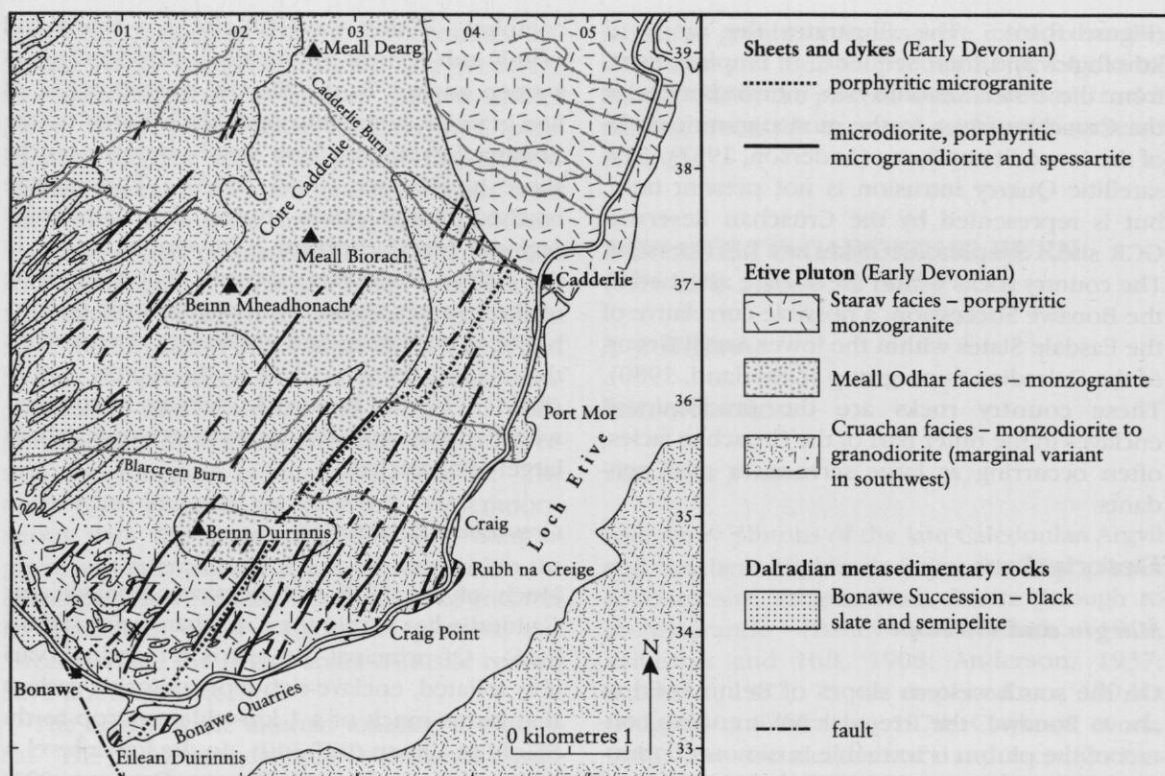 01
02
03
04
05
39
38
37
36
35
34
33
Meall Dearg
Cadderlie Burn
Coire Cadderlie
Meall Biorach
Cadderlie
Beinn Mheadhonach
Port Mor
Blarcreen Burn
Loch Etive
Craig
Beinn Duirinnis
Rubh na Creige
Craig Point
Bonawe
Bonawe Quarries
Eilean Duirinnis
N
0 kilometres 1
Sheets and dykes (Early Devonian)
porphyritic microgranite
microdiorite, porphyritic
microgranodiorite and spessartite
Etive pluton (Early Devonian)
Starav facies – porphyritic
monzogranite
Meall Odhar facies – monzogranite
Cruachan facies – monzodiorite to
granodiorite (marginal variant
in southwest)
Dalradian metasedimentary rocks
Bonawe Succession – black
slate and semipelite
fault